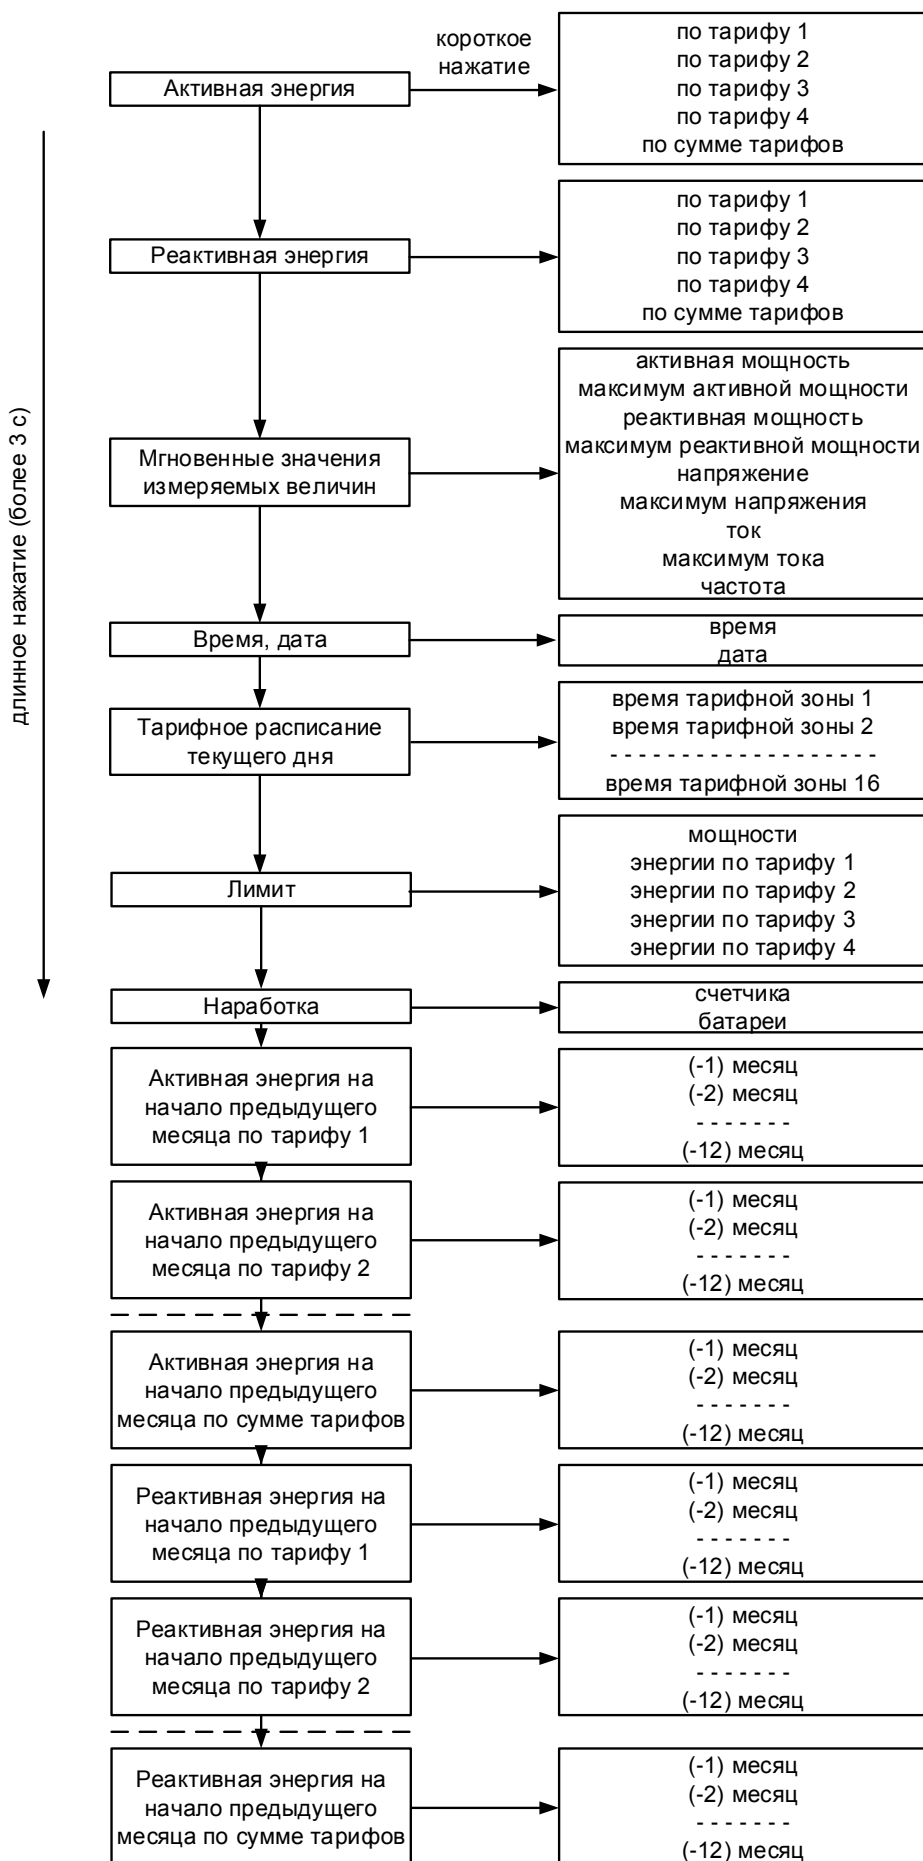 короткое
нажатие
Активная энергия
по тарифу 1
по тарифу 2
по тарифу 3
по тарифу 4
по сумме тарифов
длинное нажатие (более 3 с)
Реактивная энергия
по тарифу 1
по тарифу 2
по тарифу 3
по тарифу 4
по сумме тарифов
Мгновенные значения
измеряемых величин
активная мощность
максимум активной мощности
реактивная мощность
максимум реактивной мощности
напряжение
максимум напряжения
ток
максимум тока
частота
Время, дата
время
дата
Тарифное расписание
текущего дня
время тарифной зоны 1
время тарифной зоны 2
- - - - - - - - - - - - - - - - - - -
время тарифной зоны 16
Лимит
мощности
энергии по тарифу 1
энергии по тарифу 2
энергии по тарифу 3
энергии по тарифу 4
Наработка
счетчика
батареи
Активная энергия на
начало предыдущего
месяца по тарифу 1
(-1) месяц
(-2) месяц
- - - - - - -
(-12) месяц
Активная энергия на
начало предыдущего
месяца по тарифу 2
(-1) месяц
(-2) месяц
- - - - - - -
(-12) месяц
Активная энергия на
начало предыдущего
месяца по сумме тарифов
(-1) месяц
(-2) месяц
- - - - - - -
(-12) месяц
Реактивная энергия на
начало предыдущего
месяца по тарифу 1
(-1) месяц
(-2) месяц
- - - - - - -
(-12) месяц
Реактивная энергия на
начало предыдущего
месяца по тарифу 2
(-1) месяц
(-2) месяц
- - - - - - -
(-12) месяц
Реактивная энергия на
начало предыдущего
месяца по сумме тарифов
(-1) месяц
(-2) месяц
- - - - - - -
(-12) месяц